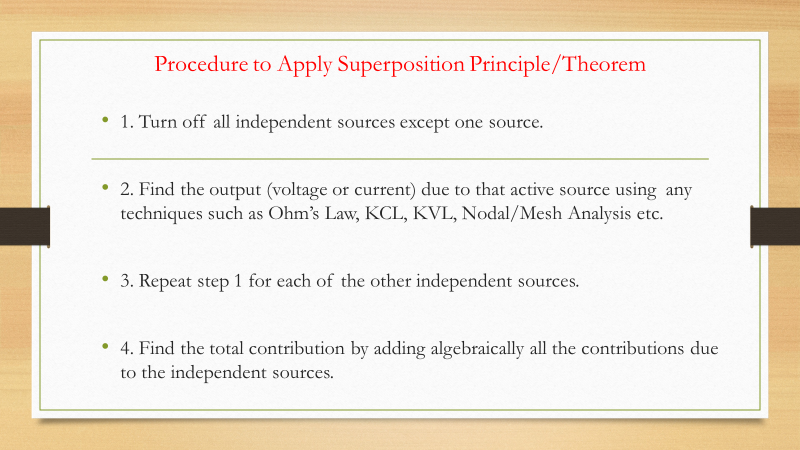 Procedure to Apply Superposition Principle/Theorem
• 1. Turn off all independent sources except one source.
• 2. Find the output (voltage or current) due to that active source using any
techniques such as Ohm's Law, KCL, KVL, Nodal/Mesh Analysis etc.
• 3. Repeat step 1 for each of the other independent sources.
• 4. Find the total contribution by adding algebraically all the contributions due
to the independent sources.